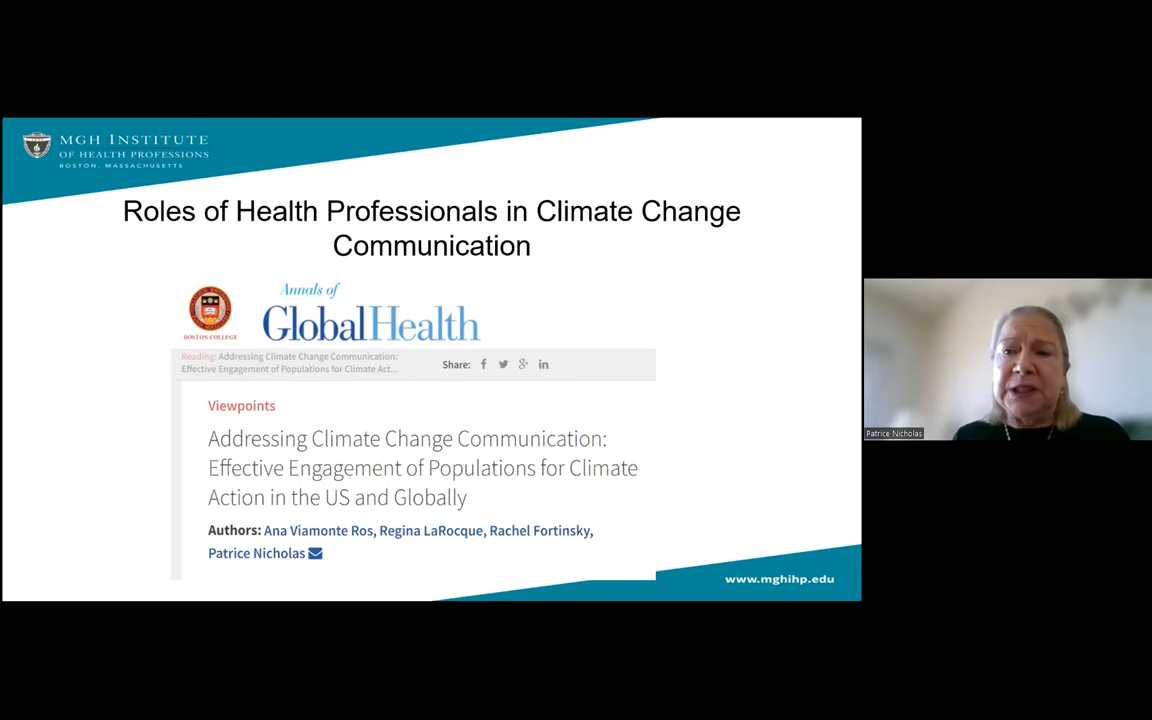 MGH INSTITUTE
OF HEALTH PROFESSIONS
BOSTON, MASSACHUSETTS
Roles of Health Professionals in Climate Change
Communication
BOSTON COLLEGE
Annals of
GlobalHealth
Reading: Addressing Climate Change Communication:
Effective Engagement of Populations for Climate Act...
Share:
Viewpoints
Addressing Climate Change Communication:
Effective Engagement of Populations for Climate
Action in the US and Globally
Authors: Ana Viamonte Ros, Regina LaRocque, Rachel Fortinsky,
Patrice Nicholas
www.mghihp.edu
Patrice Nicholas